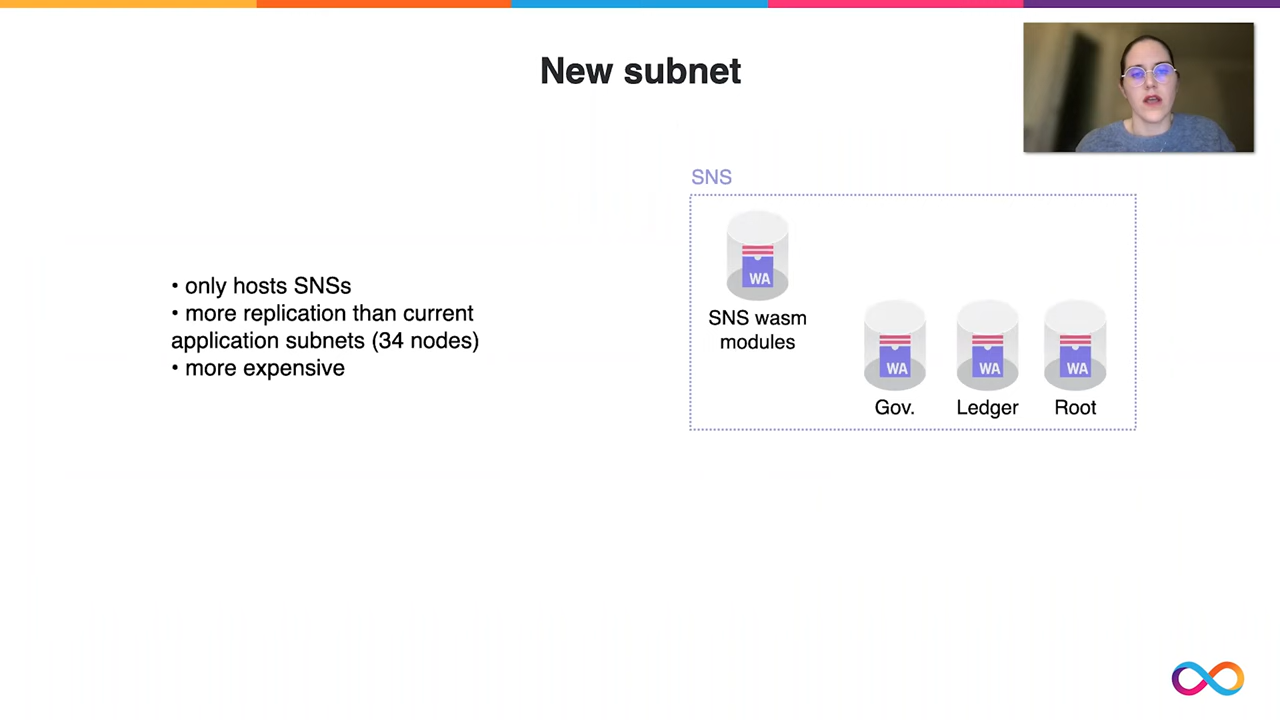 New subnet
• only hosts SNSs
• more replication than current
application subnets (34 nodes)
• more expensive
SNS
WA
SNS wasm
modules
WA
WA
WA
Gov.
Ledger
Root